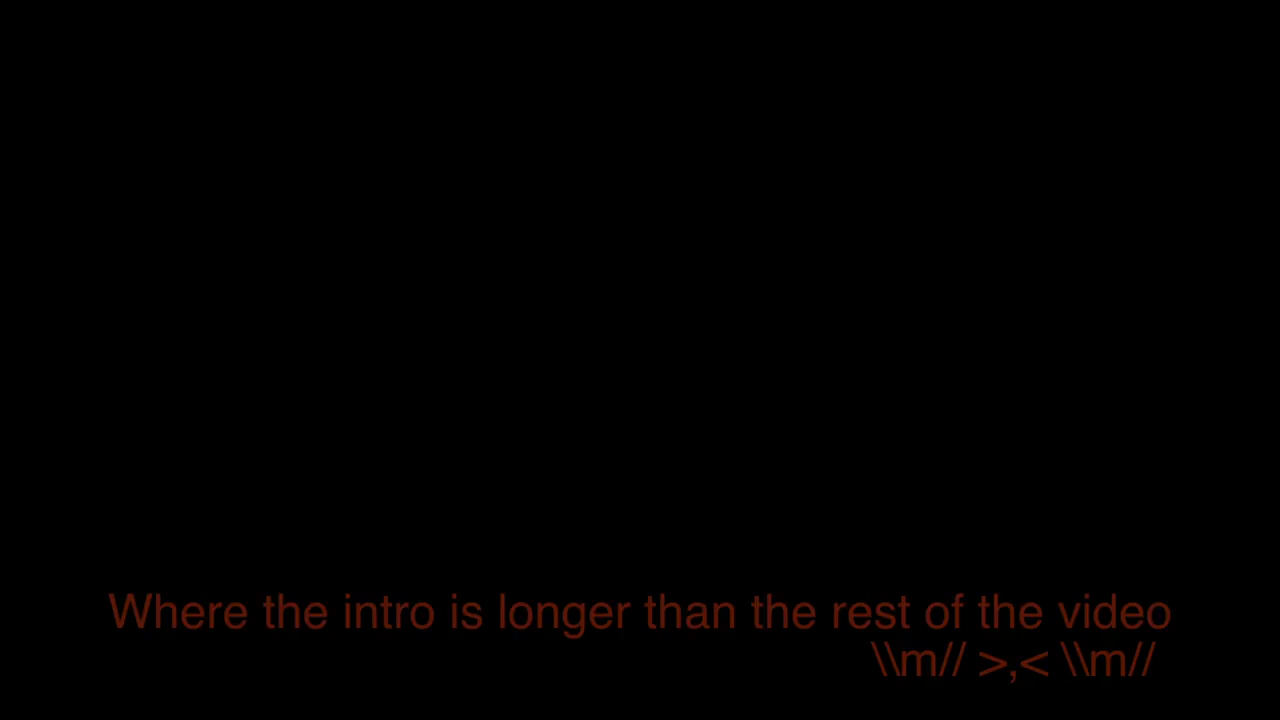 Where the intro is longer than the rest of the video
\\m// >,< \\m//